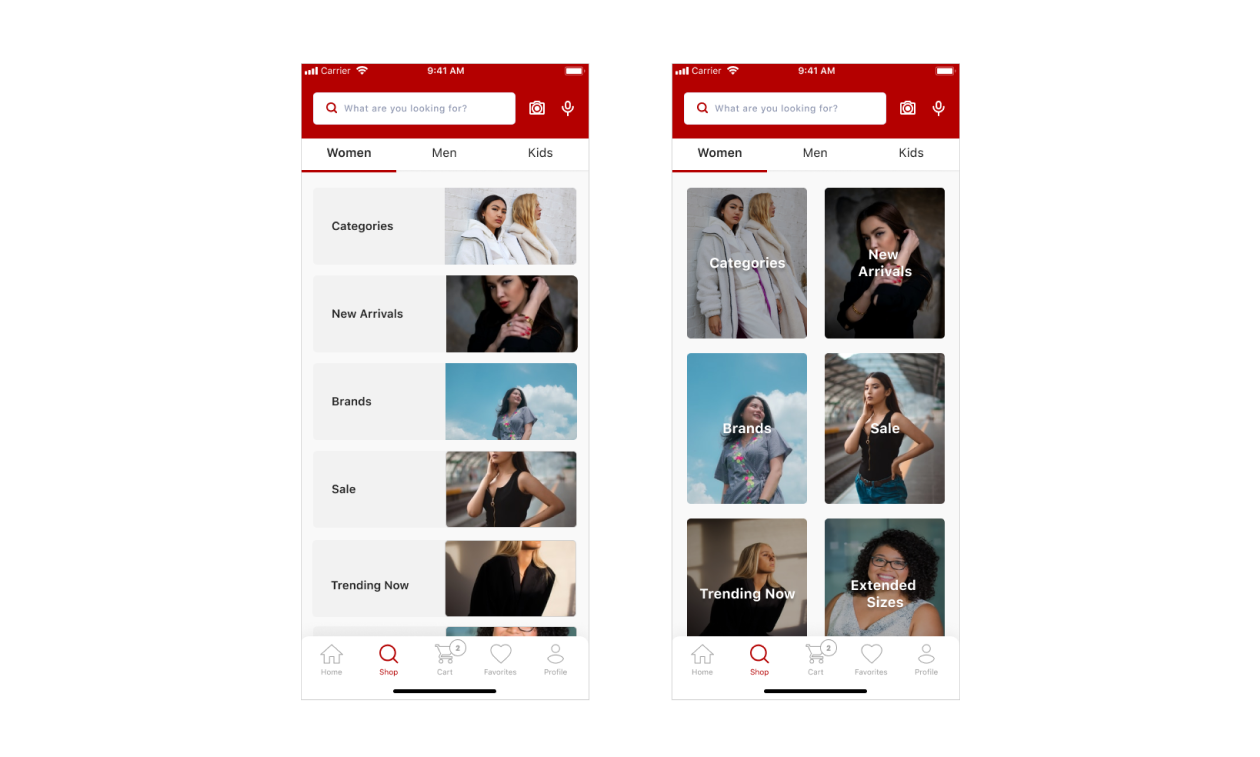 Carrier 9:41 AM
What are you looking for?
Women Men Kids
Categories
New Arrivals
Brands
Sale
Trending Now
Home Shop Cart 2 Favorites Profile
Carrier 9:41 AM
What are you looking for?
Women Men Kids
Categories
New
Arrivals
Brands
Sale
Trending Now
Extended
Sizes
Home Shop Cart 2 Favorites Profile